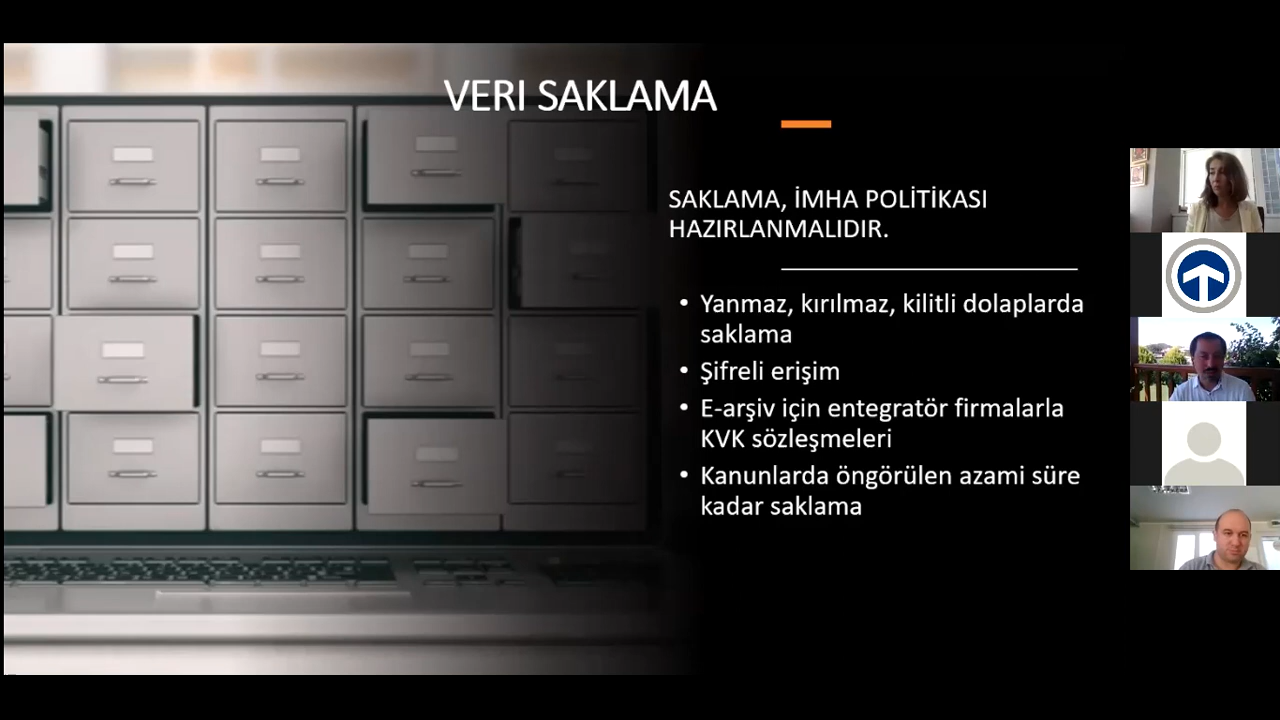 VERI SAKLAMA
SAKLAMA, İMHA POLİTİKASI
HAZIRLANMALIDIR.
• Yanmaz, kırılmaz, kilitli dolaplarda
saklama
• Şifreli erişim
• E-arşiv için entegratör firmalarla
KVK sözleşmeleri
• Kanunlarda öngörülen azami süre
kadar saklama